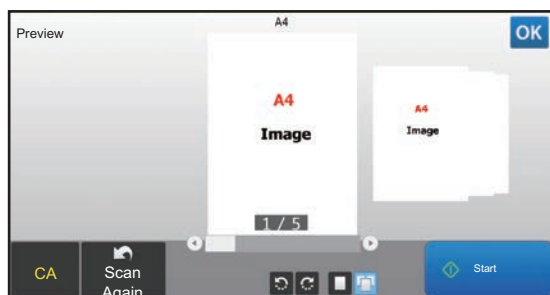 A4
Preview
OK
A4
Image
A4
Image
1 / 5
CA
Scan
Again
Start